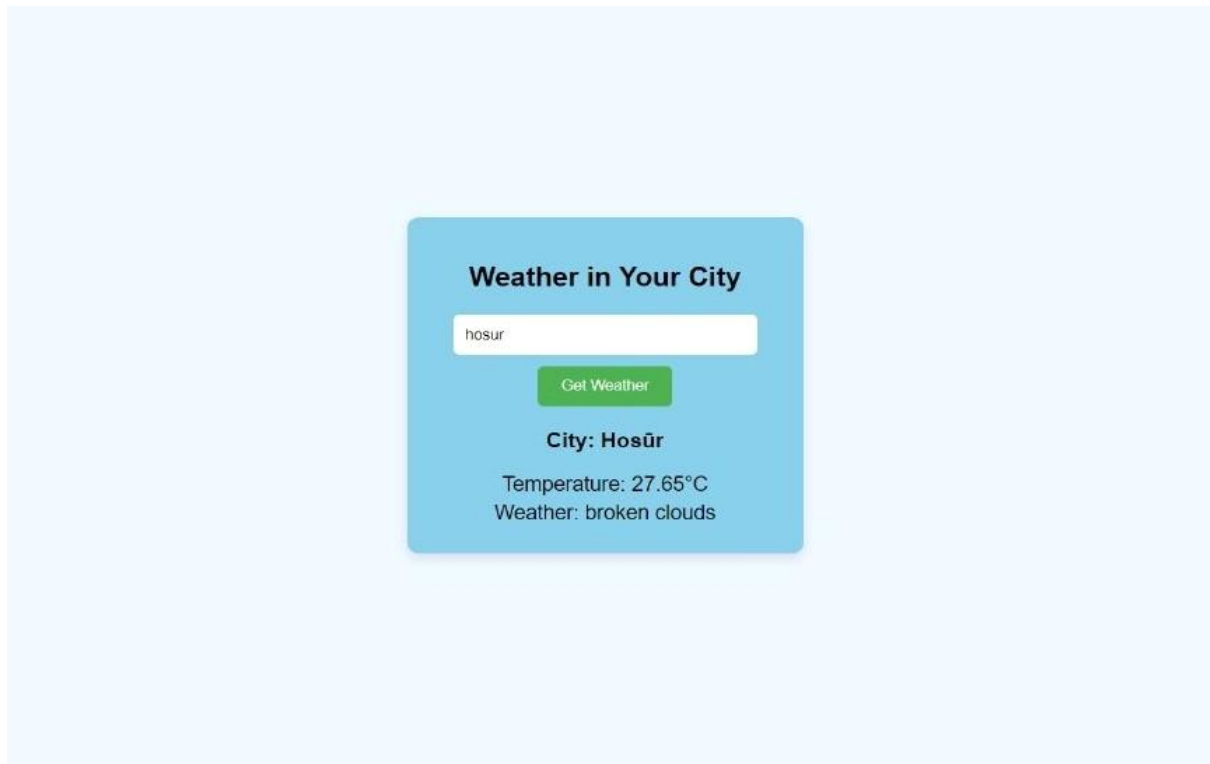 Weather in Your City
hosur
Get Weather
City: Hosūr
Temperature: 27.65°C
Weather: broken clouds